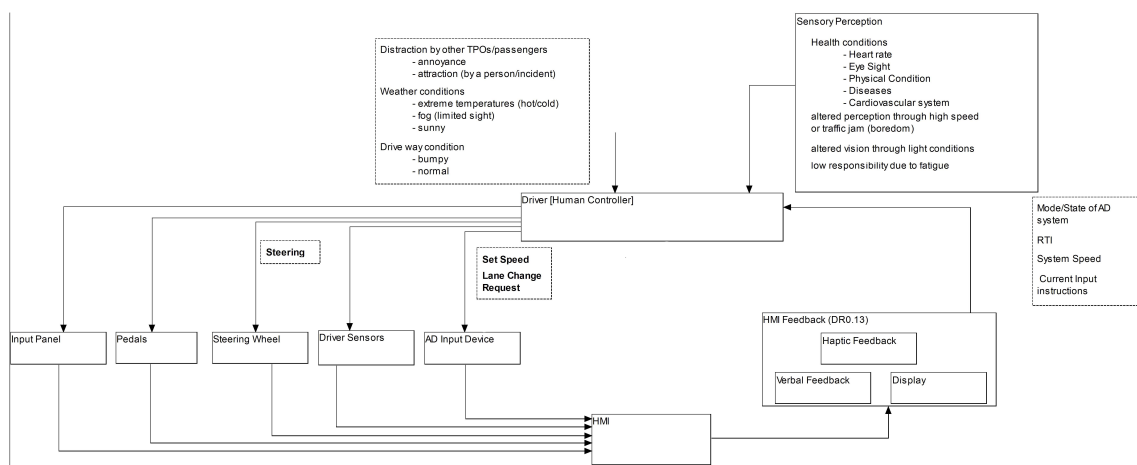 Sensory Perception
Health conditions
- Heart rate
- Eye Sight
- Physical Condition
- Diseases
- Cardiovascular system
altered perception through high speed
or traffic jam (boredom)
altered vision through light conditions
low responsibility due to fatigue
Distraction by other TPOs/passengers
- annoyance
- attraction (by a person/incident)
Weather conditions
- extreme temperatures (hot/cold)
- fog (limited sight)
- sunny
Drive way condition
- bumpy
- normal
Driver [Human Controller]
Mode/State of AD
system
RTI
System Speed
Current Input
instructions
Steering
Set Speed
Lane Change
Request
Input Panel
Pedals
Steering Wheel
Driver Sensors
AD Input Device
HMI Feedback (DR0.13)
Haptic Feedback
Verbal Feedback
Display
HMI